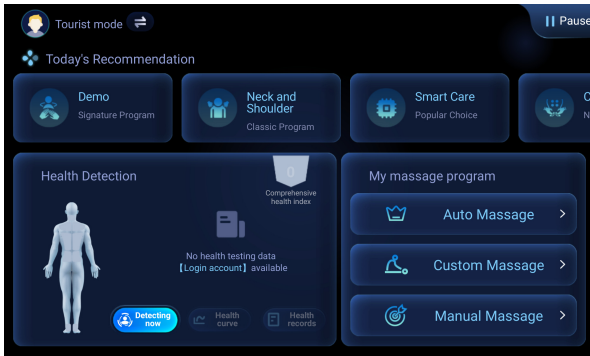 Tourist mode
Pause
Today's Recommendation
Demo
Signature Program
Neck and
Shoulder
Classic Program
Smart Care
Popular Choice
Health Detection
0
Comprehensive
health index
No health testing data
【Login account】available
Detecting
now
Health
curve
Health
records
My massage program
Auto Massage
Custom Massage
Manual Massage